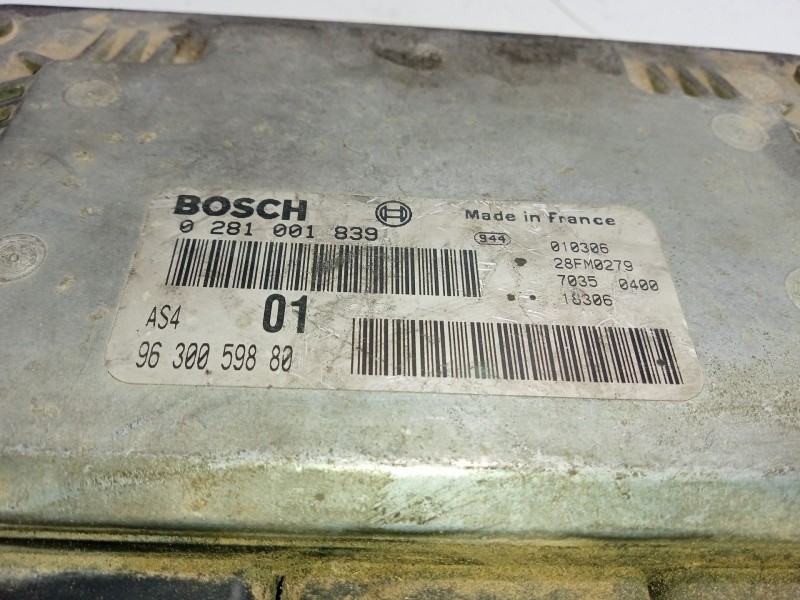 BOSCH
0 281 001 839
AS4 01
96 300 598 80
Made in France
944 010306
28FM0279
7035 0400
18306